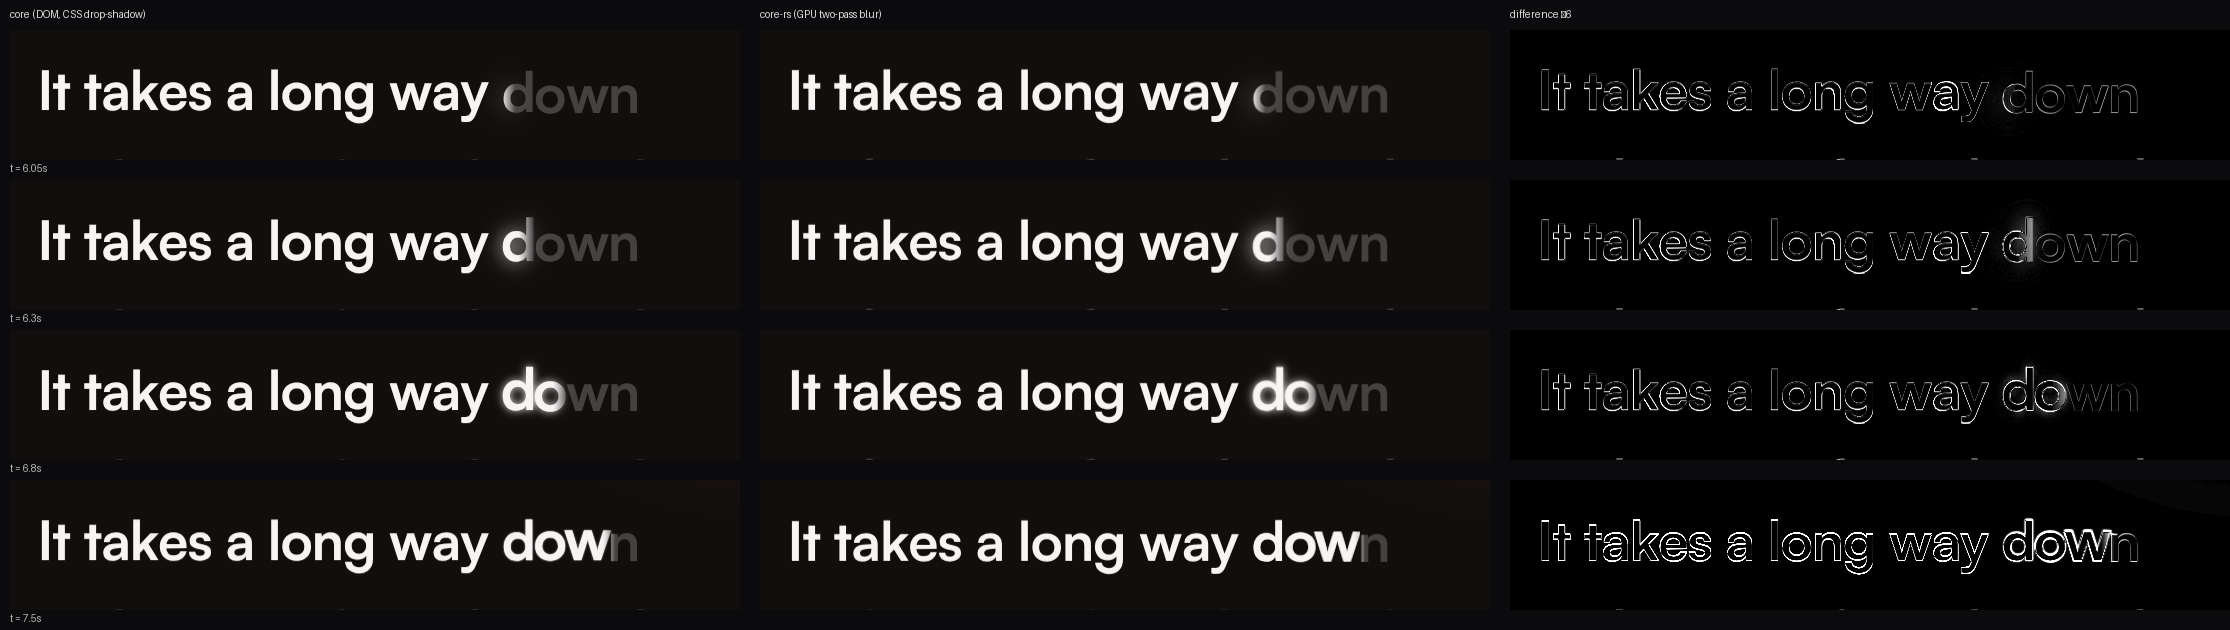 core (DOM, CSS drop-shadow)
core-rs (GPU two-pass blur)
difference 6
It takes a long way down
It takes a long way down
It takes a long way down
t = 6.05s
It takes a long way down
It takes a long way down
It takes a long way down
t = 6.3s
It takes a long way down
It takes a long way down
It takes a long way down
t = 6.8s
It takes a long way down
It takes a long way down
It takes a long way down
t = 7.5s